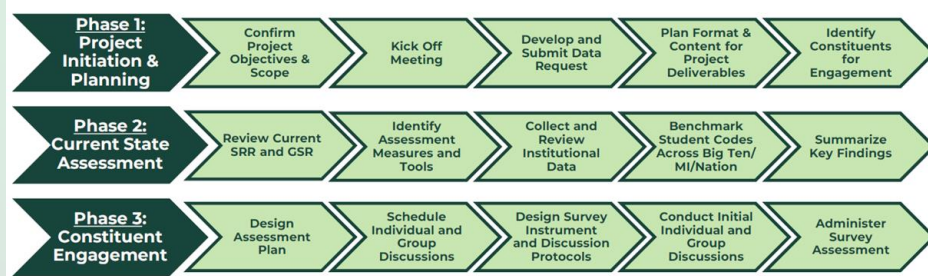 Phase 1:
Project
Initiation &
Planning
Confirm
Project
Objectives &
Scope
Kick Off
Meeting
Develop and
Submit Data
Request
Plan Format &
Content for
Project
Deliverables
Identify
Constituents
for
Engagement
Phase 2:
Current State
Assessment
Review Current
SRR and GSR
Identify
Assessment
Measures and
Tools
Collect and
Review
Institutional
Data
Benchmark
Student Codes
Across Big Ten/
MI/Nation
Summarize
Key Findings
Phase 3:
Constituent
Engagement
Design
Assessment
Plan
Schedule
Individual and
Group
Discussions
Design Survey
Instrument
and Discussion
Protocols
Conduct Initial
Individual and
Group
Discussions
Administer
Survey
Assessment